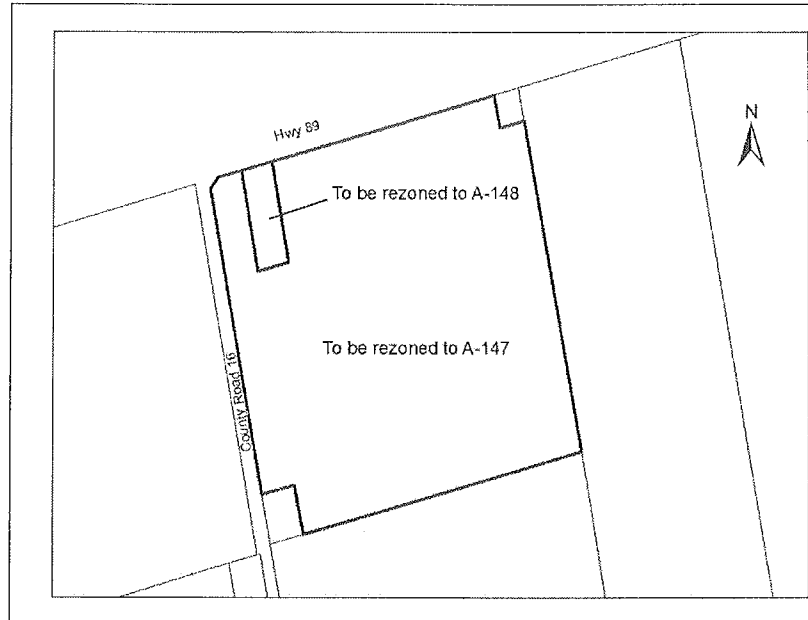 Hwy 89
N
To be rezoned to A-148
To be rezoned to A-147
County Road 16